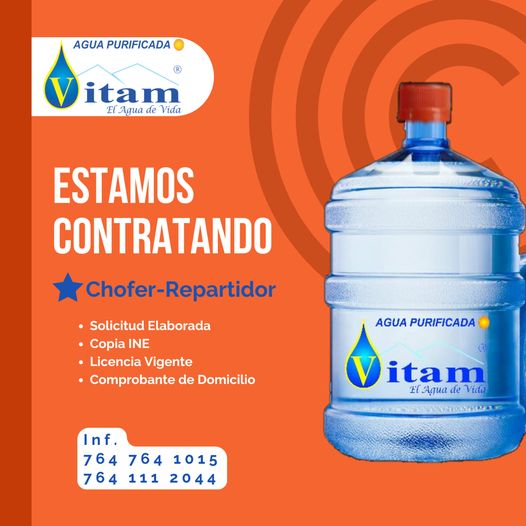 AGUA PURIFICADA
Vitam ®
El Agua de Vida
ESTAMOS
CONTRATANDO
Chofer-Repartidor
Solicitud Elaborada
Copia INE
Licencia Vigente
Comprobante de Domicilio
Inf.
764 764 1015
764 111 2044
AGUA PURIFICADA
Vitam ®
El Agua de Vida